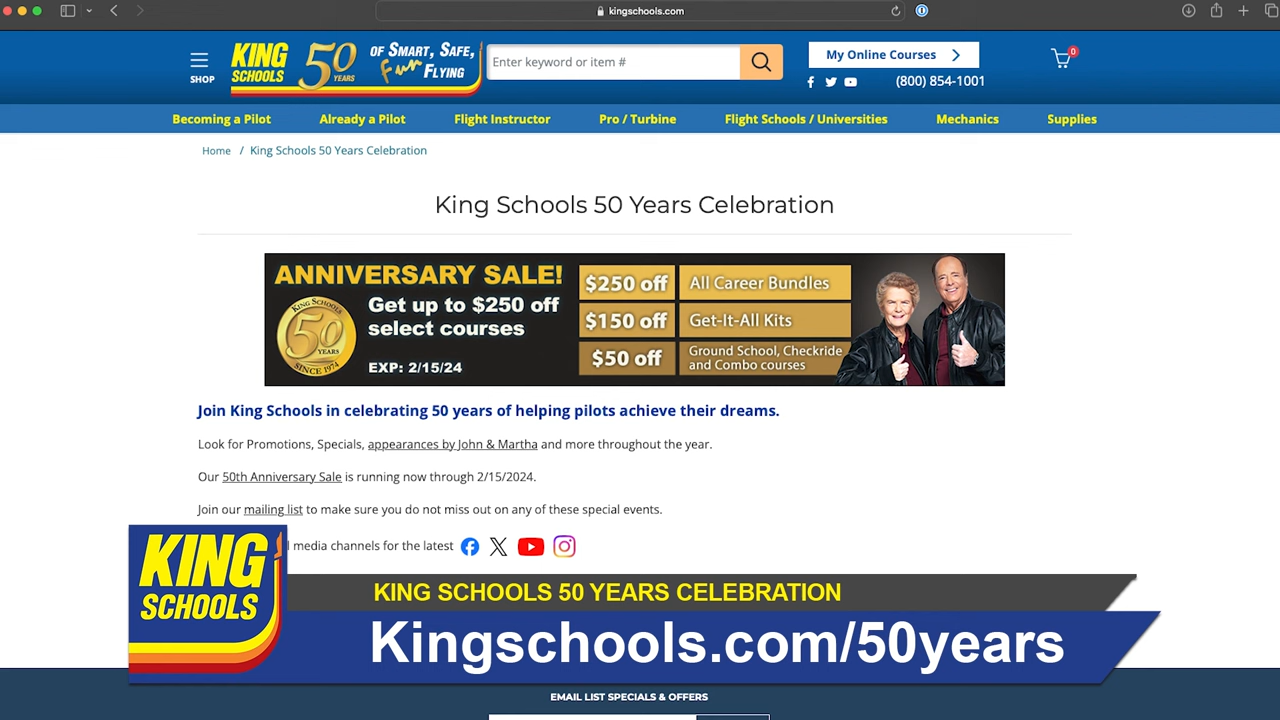 kingschools.com
KING
SCHOOLS
50
YEARS
OF SMART, SAFE,
Fun FLYING
SHOP
Enter keyword or item #
My Online Courses
0
(800) 854-1001
Becoming a Pilot
Already a Pilot
Flight Instructor
Pro / Turbine
Flight Schools / Universities
Mechanics
Supplies
Home / King Schools 50 Years Celebration
King Schools 50 Years Celebration
ANNIVERSARY SALE!
Get up to $250 off
select courses
EXP: 2/15/24
KING SCHOOLS
50
YEARS
SINCE 1974
$250 off All Career Bundles
$150 off Get-It-All Kits
$50 off Ground School, Checkride
and Combo courses
Join King Schools in celebrating 50 years of helping pilots achieve their dreams.
Look for Promotions, Specials, appearances by John & Martha and more throughout the year.
Our 50th Anniversary Sale is running now through 2/15/2024.
Join our mailing list to make sure you do not miss out on any of these special events.
l media channels for the latest
KING
SCHOOLS
KING SCHOOLS 50 YEARS CELEBRATION
Kingschools.com/50years
EMAIL LIST SPECIALS & OFFERS